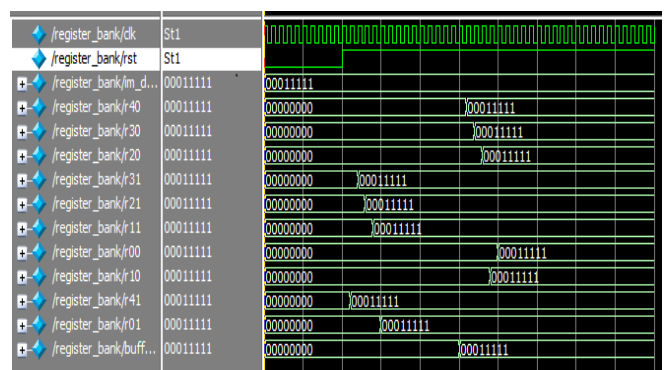 /register_bank/clk St1
/register_bank/rst St1
/register_bank/im_d... 00011111 00011111
/register_bank/r40 00011111 00000000 00011111
/register_bank/r30 00011111 00000000 00011111
/register_bank/r20 00011111 00000000 00011111
/register_bank/r31 00011111 00000000 00011111
/register_bank/r21 00011111 00000000 00011111
/register_bank/r11 00011111 00000000 00011111
/register_bank/r00 00011111 00000000 00011111
/register_bank/r10 00011111 00000000 00011111
/register_bank/r41 00011111 00000000 00011111
/register_bank/r01 00011111 00000000 00011111
/register_bank/buff... 00011111 00000000 00011111